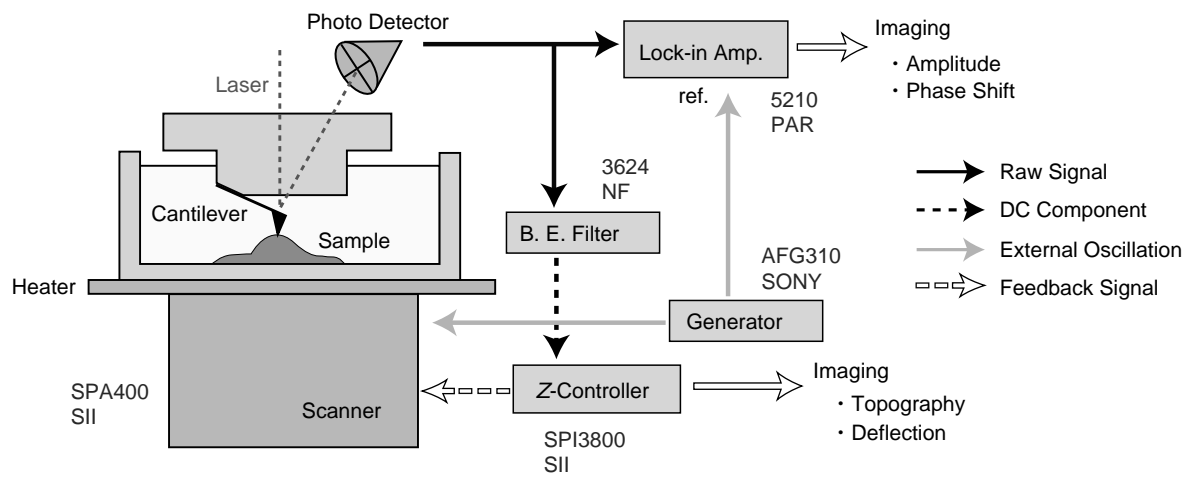 Photo Detector
Laser
Lock-in Amp.
ref.
5210
PAR
Imaging
・Amplitude
・Phase Shift
Cantilever
Sample
3624
NF
B. E. Filter
Raw Signal
DC Component
External Oscillation
Feedback Signal
Heater
AFG310
SONY
Generator
SPA400
SII
Scanner
Z-Controller
SPI3800
SII
Imaging
・Topography
・Deflection